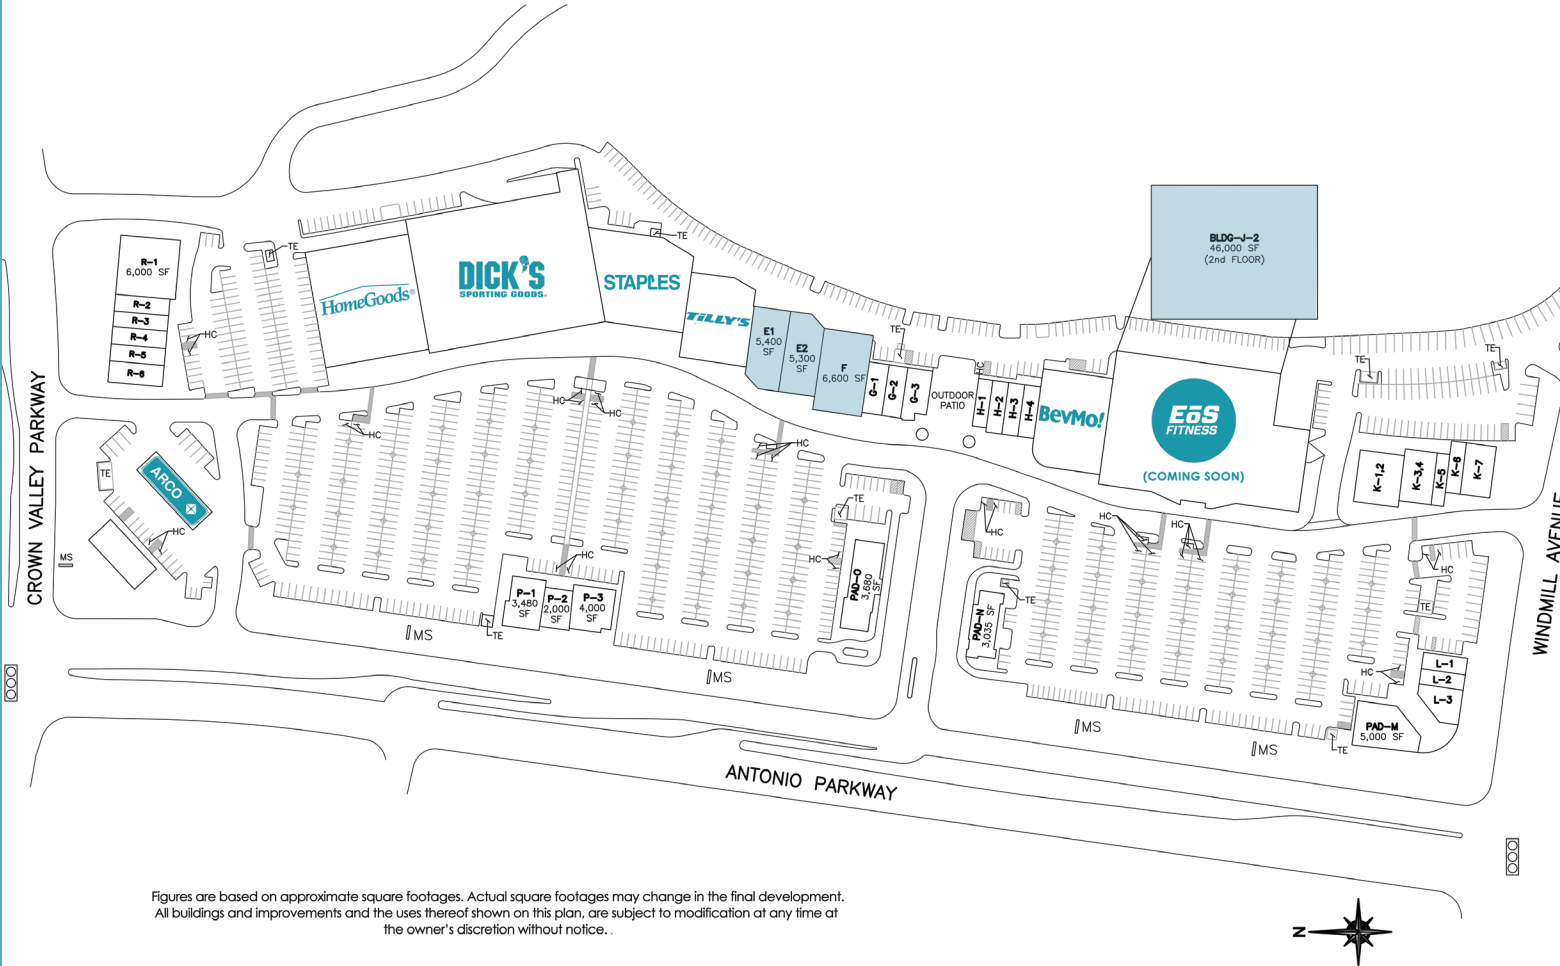 BLDG-J-2
46,000 SF
(2nd FLOOR)
R-1
6,000 SF
R-2
R-3
R-4
R-5
R-6
TE
HC
HomeGoods®
DICK'S
SPORTING GOODS®
STAPLES
TE
TILLY'S
E1
5,400
SF
E2
5,300
SF
F
6,600 SF
TE
G-1
G-2
G-3
OUTDOOR
PATIO
HC
H-1
H-2
H-3
H-4
BevMo!
EōS
FITNESS
(COMING SOON)
TE
TE
K-1,2
K-3,4
K-5
K-6
K-7
CROWN VALLEY PARKWAY
TE
ARCO
HC
MS
HC
HC
HC
HC
TE
HC
HC
PAD-O
3,680
SF
P-1
3,480
SF
P-2
2,000
SF
P-3
4,000
SF
TE
MS
MS
HC
TE
PAD-N
3,035 SF
HC
HC
HC
TE
HC
L-1
L-2
L-3
PAD-M
5,000 SF
TE
MS
MS
WINDMILL AVENUE
ANTONIO PARKWAY
Figures are based on approximate square footages. Actual square footages may change in the final development.
All buildings and improvements and the uses thereof shown on this plan, are subject to modification at any time at
the owner's discretion without notice. .
N